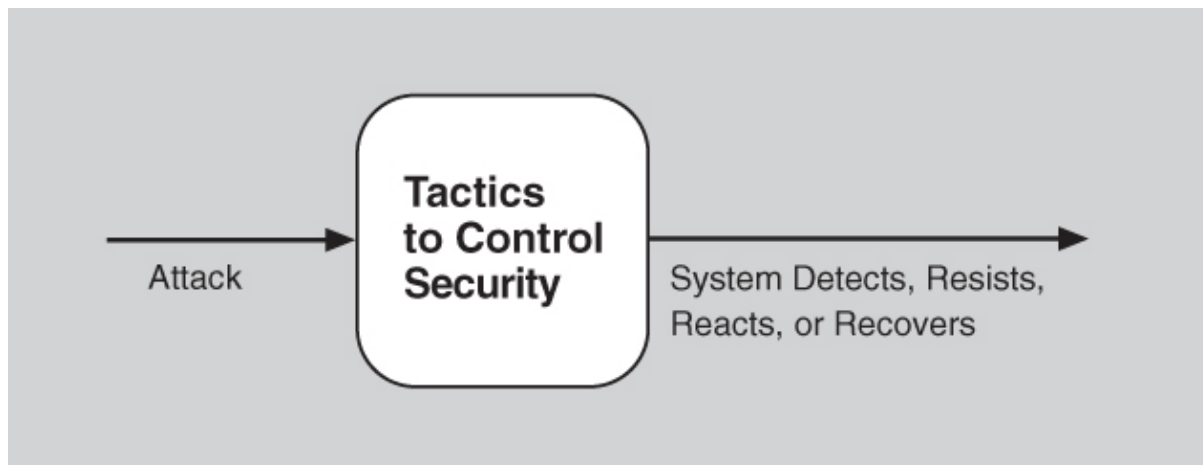 Attack
Tactics
to Control
Security
System Detects, Resists,
Reacts, or Recovers